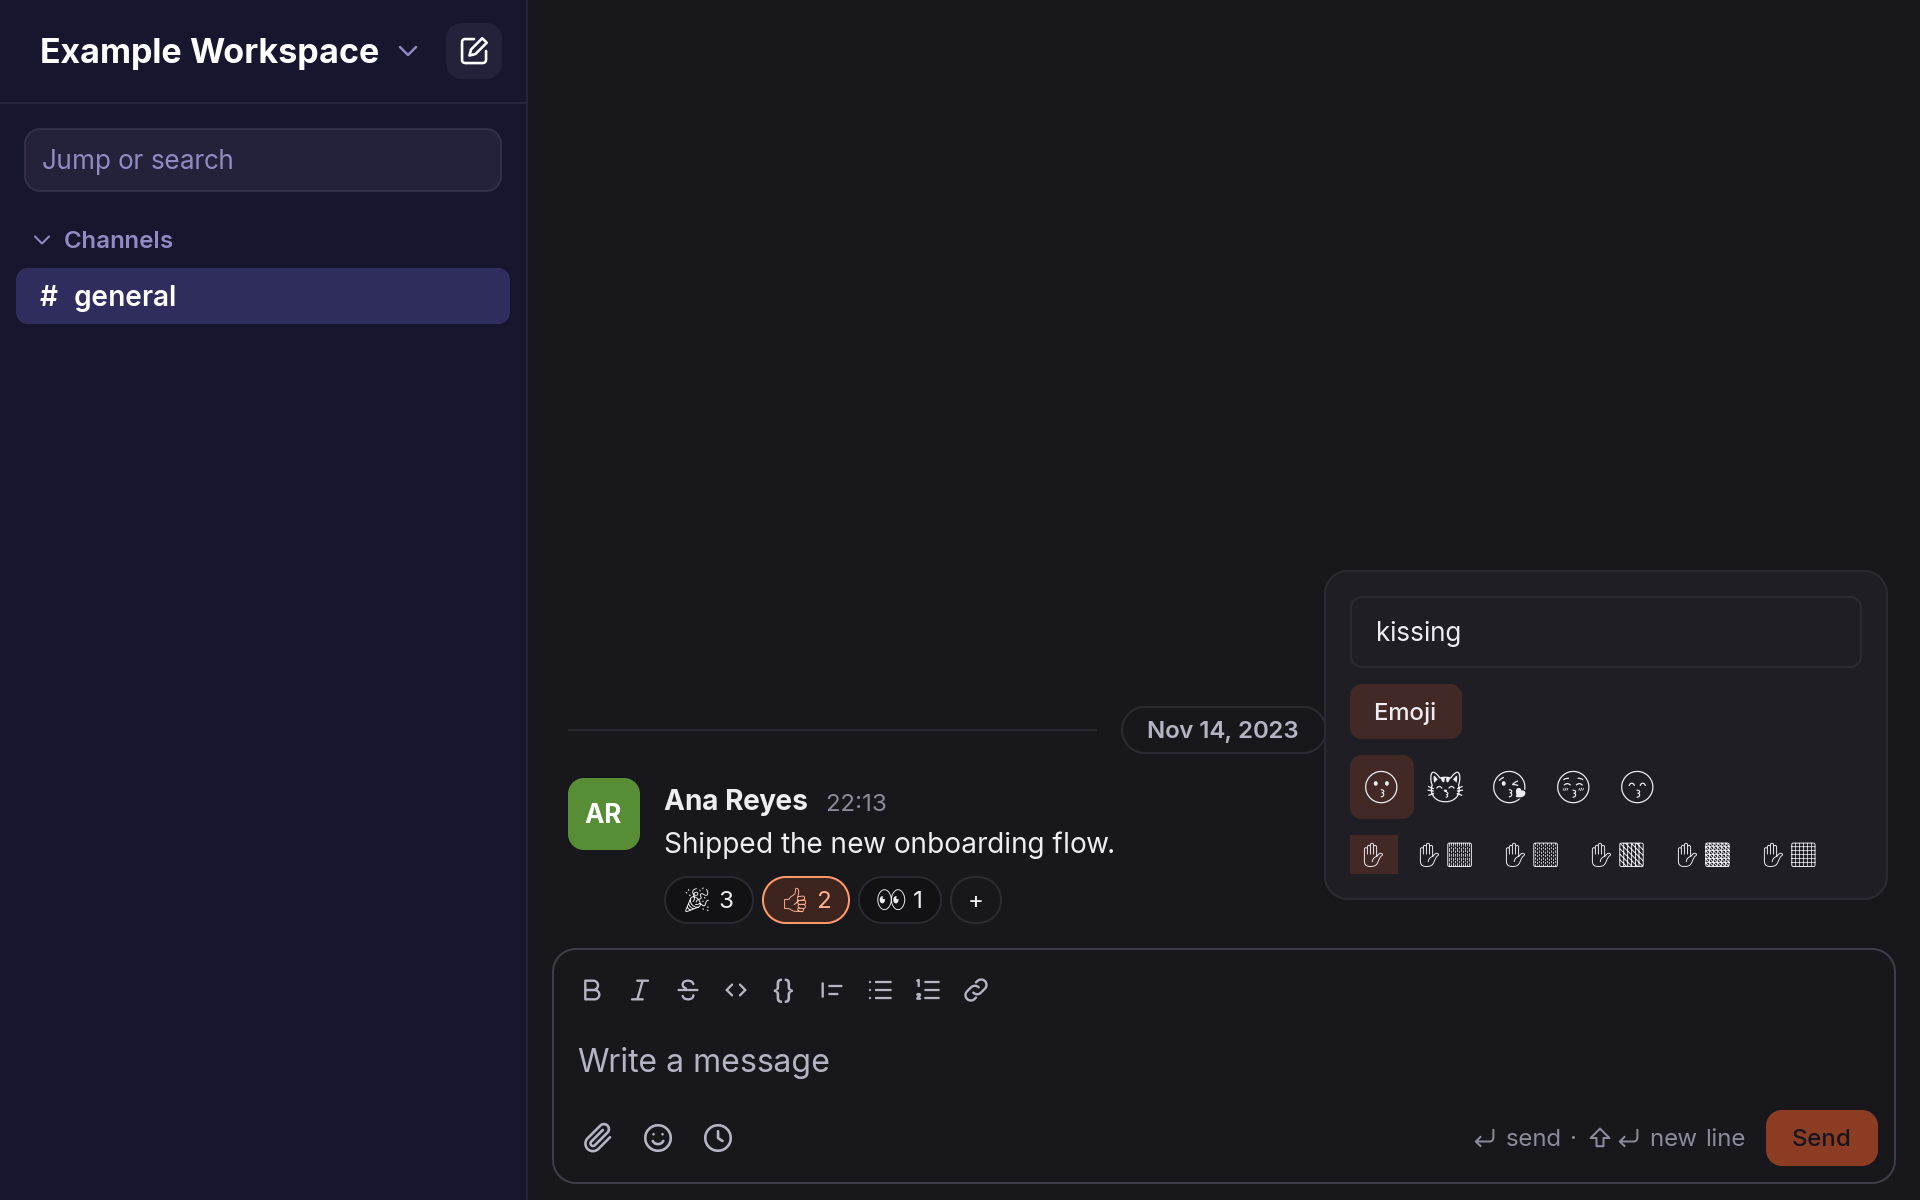 Example Workspace
Jump or search
Channels
# general
kissing
Emoji
Nov 14, 2023
AR
Ana Reyes 22:13
Shipped the new onboarding flow.
🎉 3 👍 2 👀 1 +
Write a message
send · new line
Send